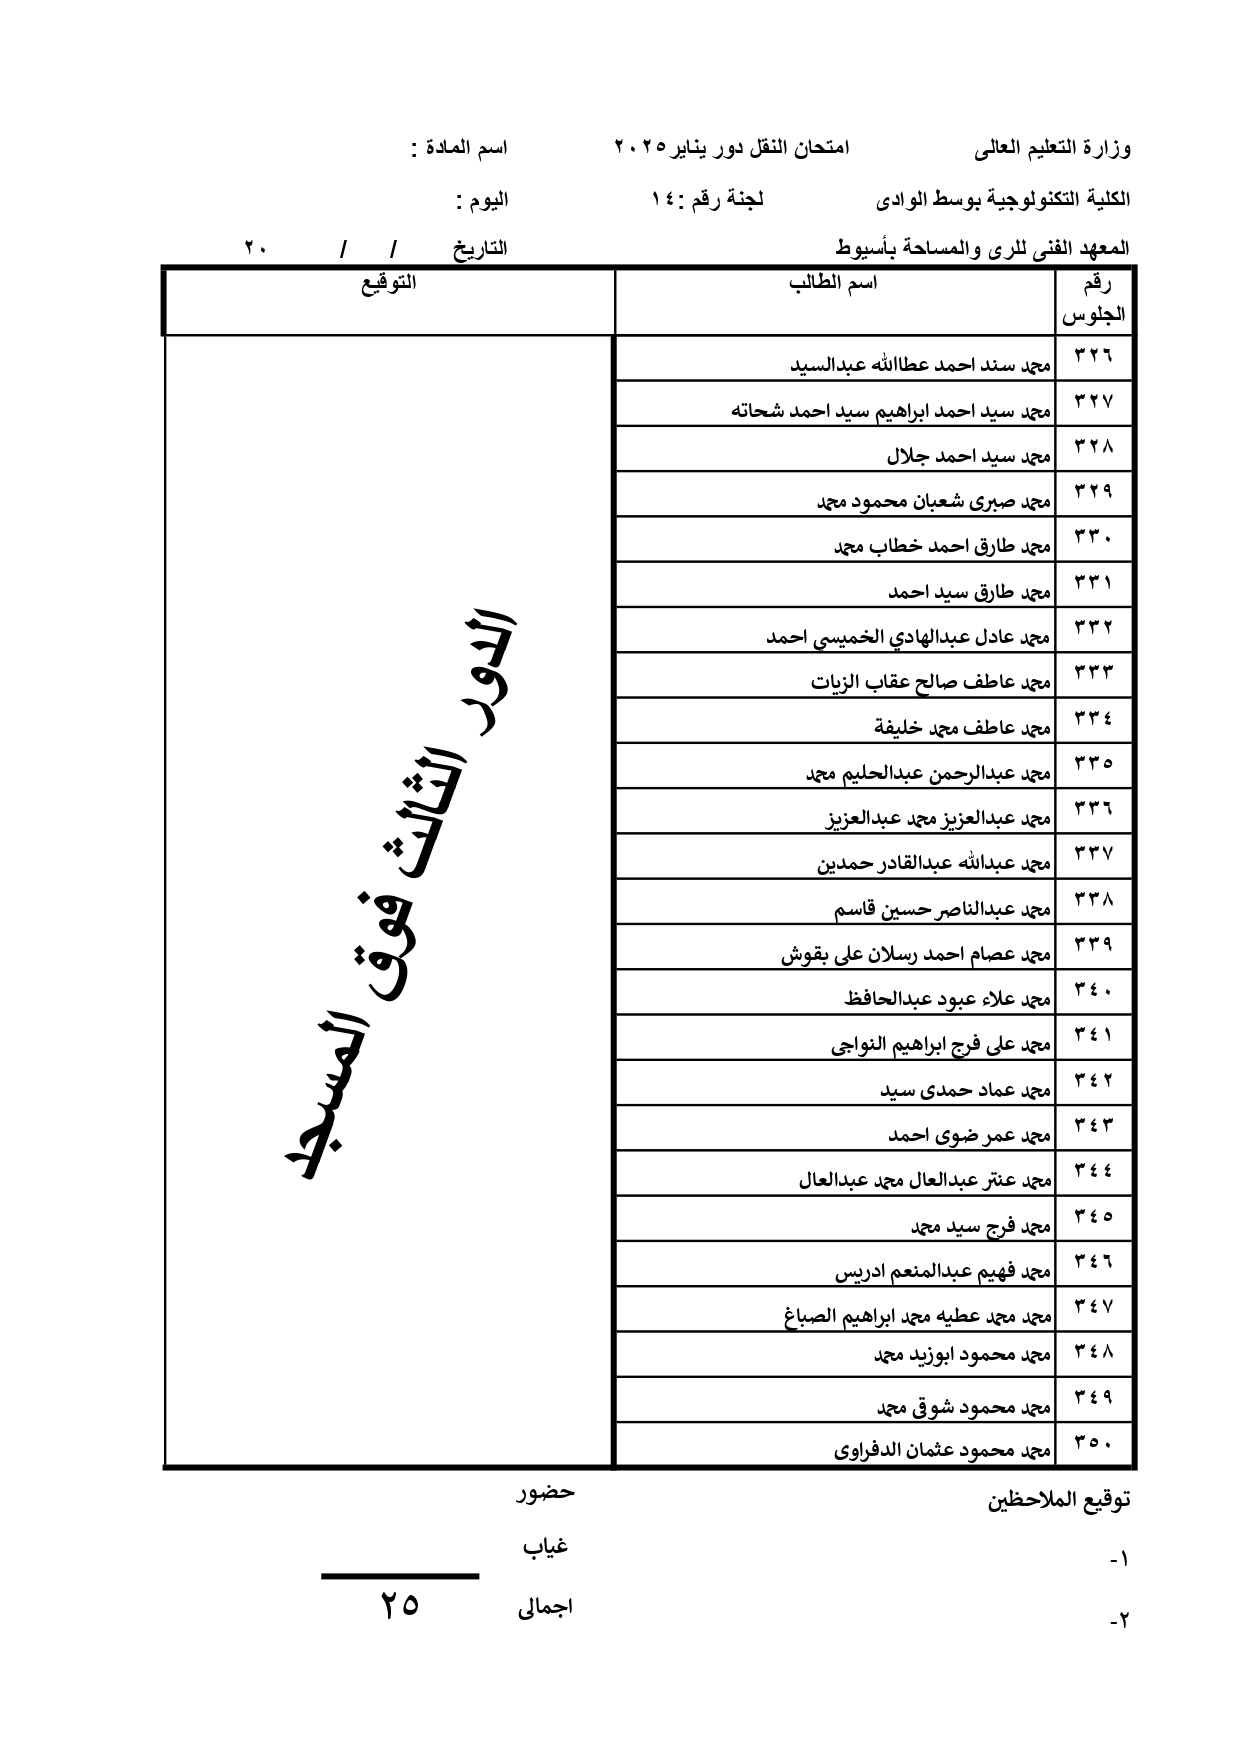 وزارة التعليم العالى امتحان النقل دور يناير ٢٠٢٥ اسم المادة :
الكلية التكنولوجية بوسط الوادى لجنة رقم : ١٤ اليوم :
المعهد الفنى للرى والمساحة بأسيوط التاريخ / / ٢٠
رقم الجلوس اسم الطالب التوقيع
٣٢٦ محمد سند احمد عطاالله عبدالسيد
٣٢٧ محمد سيد احمد ابراهيم سيد احمد شحاته
٣٢٨ محمد سيد احمد جلال
٣٢٩ محمد صبرى شعبان محمود محمد
٣٣٠ محمد طارق احمد خطاب محمد
٣٣١ محمد طارق سيد احمد
٣٣٢ محمد عادل عبدالهادي الخميسي احمد
٣٣٣ محمد عاطف صالح عقاب الزيات
٣٣٤ محمد عاطف محمد خليفة
٣٣٥ محمد عبدالرحمن عبدالحليم محمد
٣٣٦ محمد عبدالعزيز محمد عبدالعزيز
٣٣٧ محمد عبدالله عبدالقادر حمدين
٣٣٨ محمد عبدالناصر حسين قاسم
٣٣٩ محمد عصام احمد رسلان على بقوش
٣٤٠ محمد علاء عبود عبدالحافظ
٣٤١ محمد على فرج ابراهيم النواجى
٣٤٢ محمد عماد حمدى سيد
٣٤٣ محمد عمر ضوى احمد
٣٤٤ محمد عنتر عبدالعال محمد عبدالعال
٣٤٥ محمد فرج سيد محمد
٣٤٦ محمد فهيم عبدالمنعم ادريس
٣٤٧ محمد محمد عطيه محمد ابراهيم الصباغ
٣٤٨ محمد محمود ابوزيد محمد
٣٤٩ محمد محمود شوقى محمد
٣٥٠ محمد محمود عثمان الدفراوى
الدور الثالث فوق المسجد
توقيع الملاحظين حضور
١- غياب
٢- اجمالى ٢٥